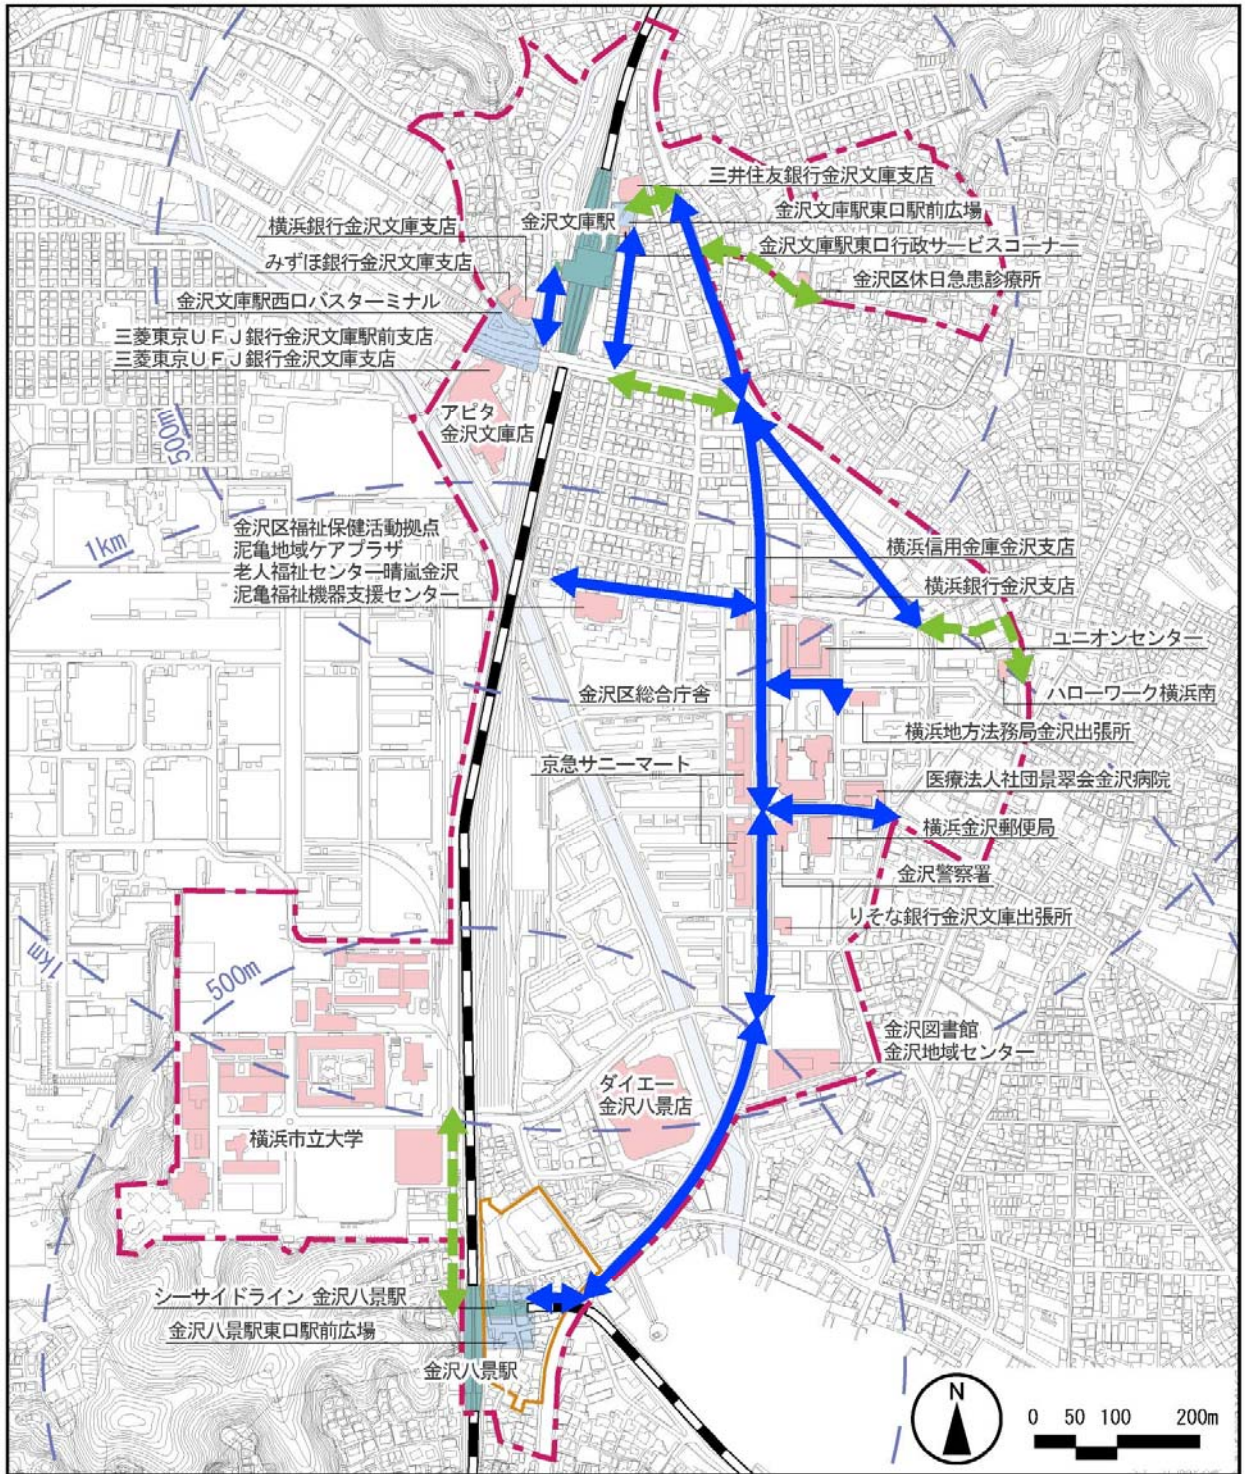 三井住友銀行金沢文庫支店
金沢文庫駅
横浜銀行金沢文庫支店
金沢文庫駅東口駅前広場
みずほ銀行金沢文庫支店
金沢文庫駅東口行政サービスコーナー
金沢区休日急患診療所
金沢文庫駅西口バスターミナル
三菱東京UFJ銀行金沢文庫駅前支店
三菱東京UFJ銀行金沢文庫支店
アピタ
金沢文庫店
500m
1km
金沢区福祉保健活動拠点
泥亀地域ケアプラザ
老人福祉センター晴嵐金沢
泥亀福祉機器支援センター
横浜信用金庫金沢支店
横浜銀行金沢支店
ユニオンセンター
金沢区総合庁舎
ハローワーク横浜南
横浜地方法務局金沢出張所
京急サニーマート
医療法人社団景翠会金沢病院
横浜金沢郵便局
金沢警察署
りそな銀行金沢文庫出張所
1km
500m
金沢図書館
金沢地域センター
ダイエー
金沢八景店
横浜市立大学
シーサイドライン 金沢八景駅
金沢八景駅東口駅前広場
金沢八景駅
N
0 50 100 200m